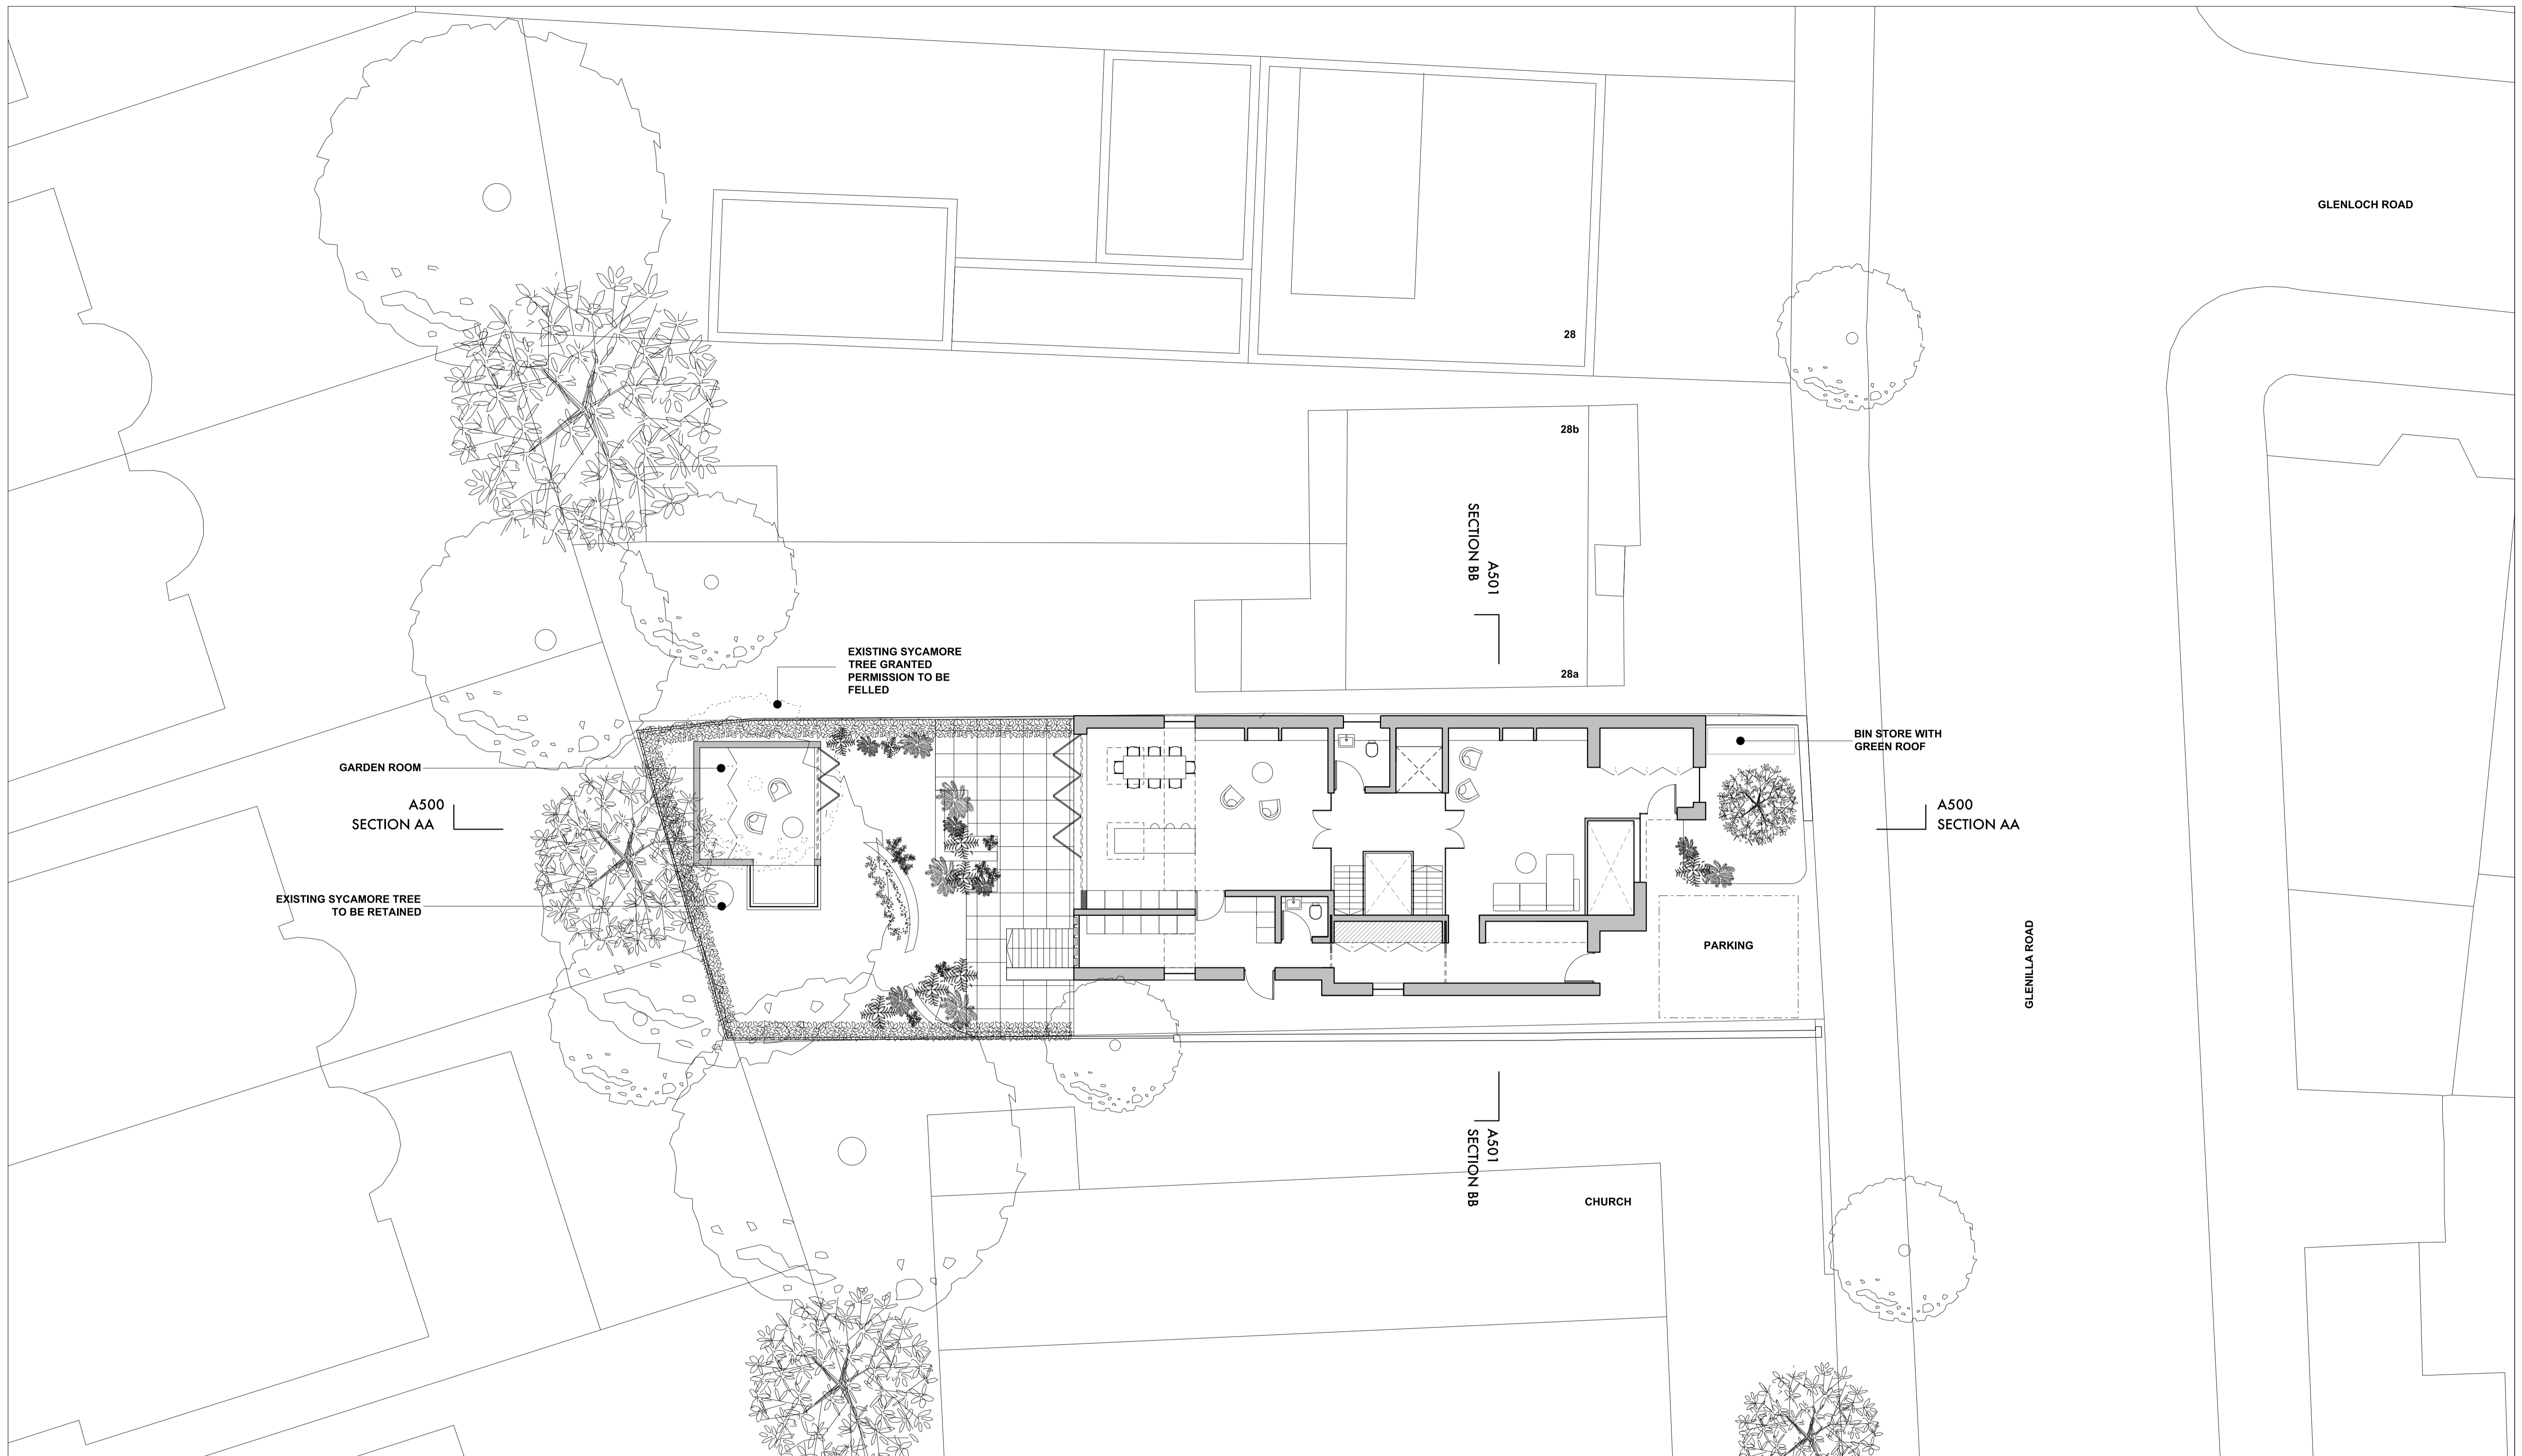 GLENLOCH ROAD
28
28b
SECTION BB
A501
EXISTING SYCAMORE
TREE GRANTED
PERMISSION TO BE
FELLED
28a
BIN STORE WITH
GREEN ROOF
GARDEN ROOM
A500
SECTION AA
A500
SECTION AA
EXISTING SYCAMORE TREE
TO BE RETAINED
PARKING
GLENILLA ROAD
A501
SECTION BB
CHURCH